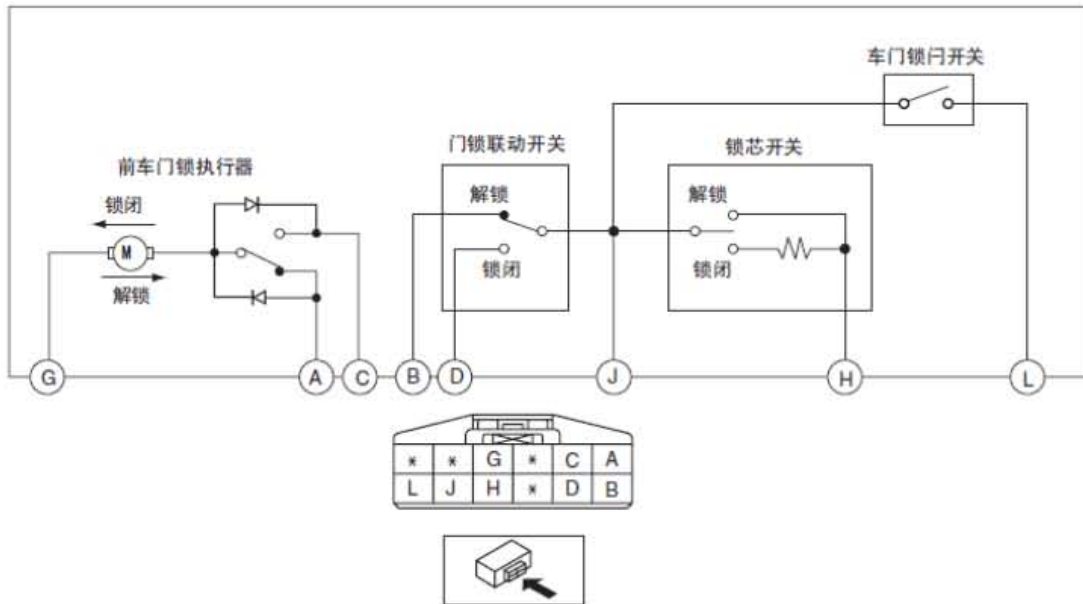 车门锁闩开关
门锁联动开关
锁芯开关
前车门锁执行器
解锁
解锁
锁闭
M
锁闭
锁闭
解锁
G A C B D J H L
* * G * C A
L J H * D B